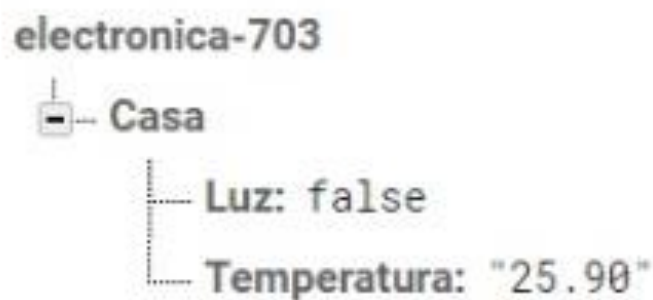 electronica-703
Casa
Luz: false
Temperatura: "25.90"